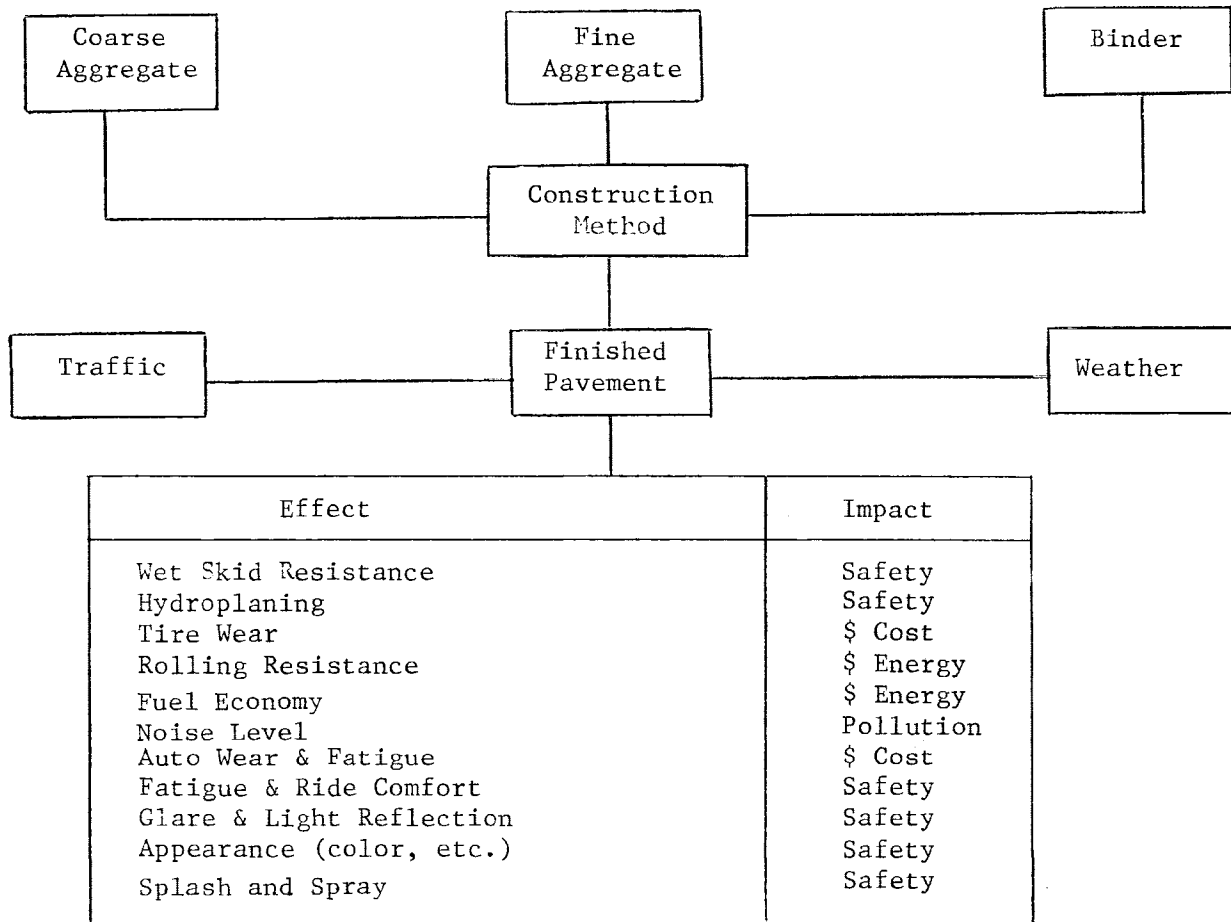 Coarse
Aggregate
Fine
Aggregate
Binder
Construction
Method
Traffic
Finished
Pavement
Weather
Effect Impact
Wet Skid Resistance Safety
Hydroplaning Safety
Tire Wear $ Cost
Rolling Resistance $ Energy
Fuel Economy $ Energy
Noise Level Pollution
Auto Wear & Fatigue $ Cost
Fatigue & Ride Comfort Safety
Glare & Light Reflection Safety
Appearance (color, etc.) Safety
Splash and Spray Safety